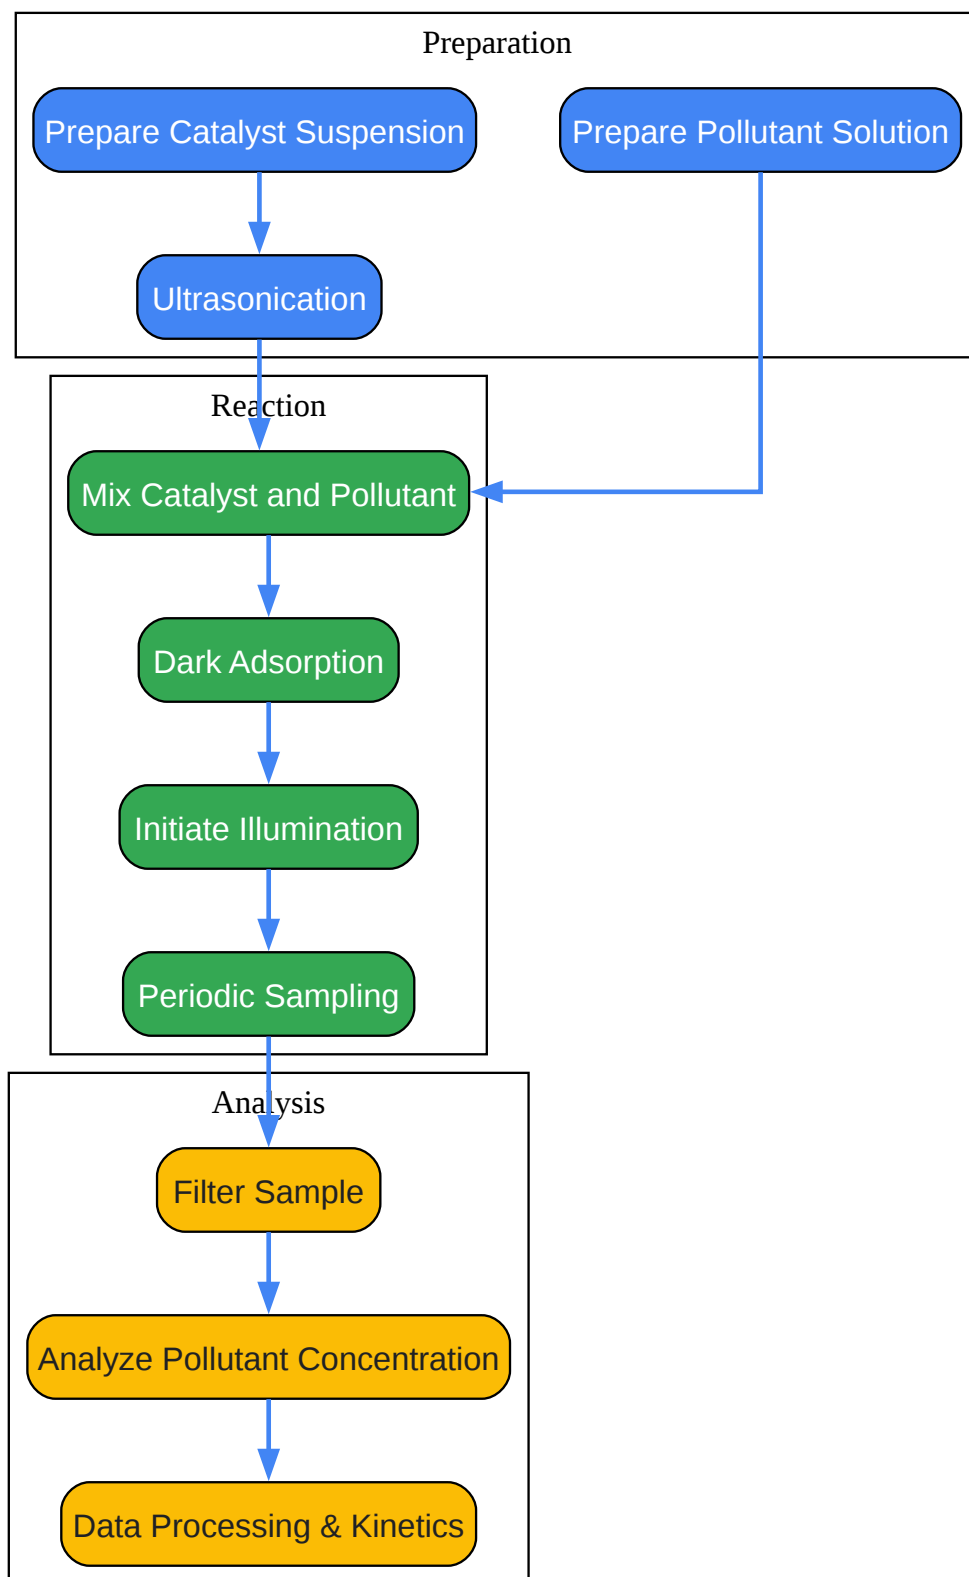 Preparation
Prepare Catalyst Suspension
Prepare Pollutant Solution
Ultrasonication
Reaction
Mix Catalyst and Pollutant
Dark Adsorption
Initiate Illumination
Periodic Sampling
Analysis
Filter Sample
Analyze Pollutant Concentration
Data Processing & Kinetics